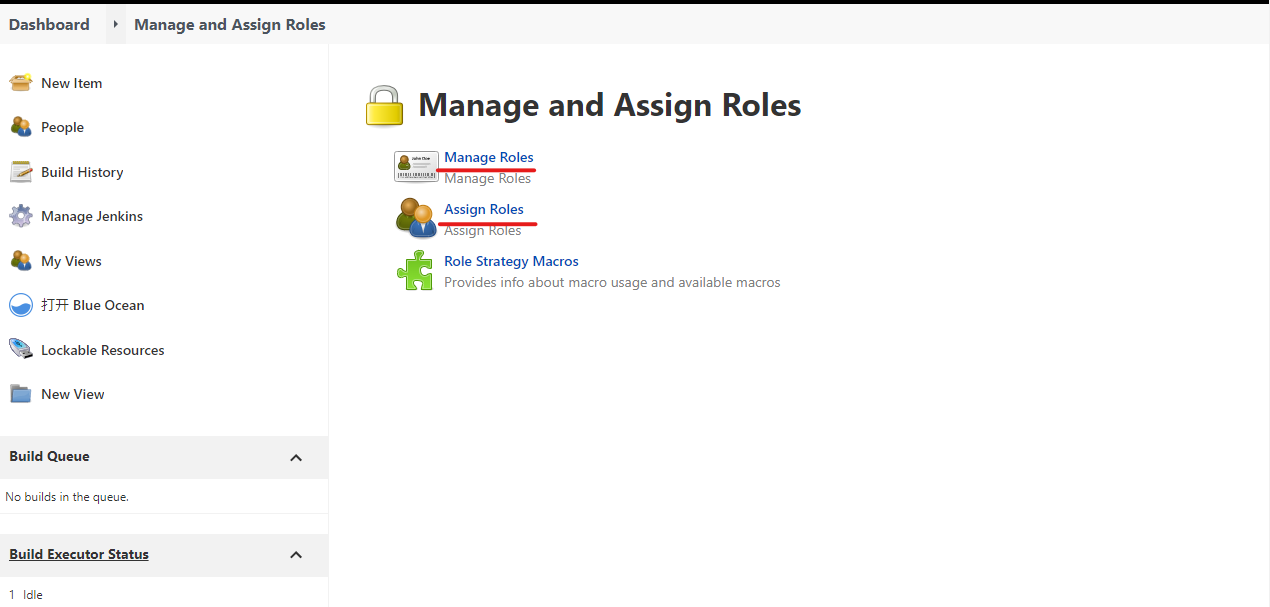 Dashboard
Manage and Assign Roles
New Item
People
Build History
Manage Jenkins
My Views
打开 Blue Ocean
Lockable Resources
New View
Build Queue
No builds in the queue.
Build Executor Status
1 Idle
Manage and Assign Roles
John Doe
Manage Roles
Manage Roles
Assign Roles
Assign Roles
Role Strategy Macros
Provides info about macro usage and available macros